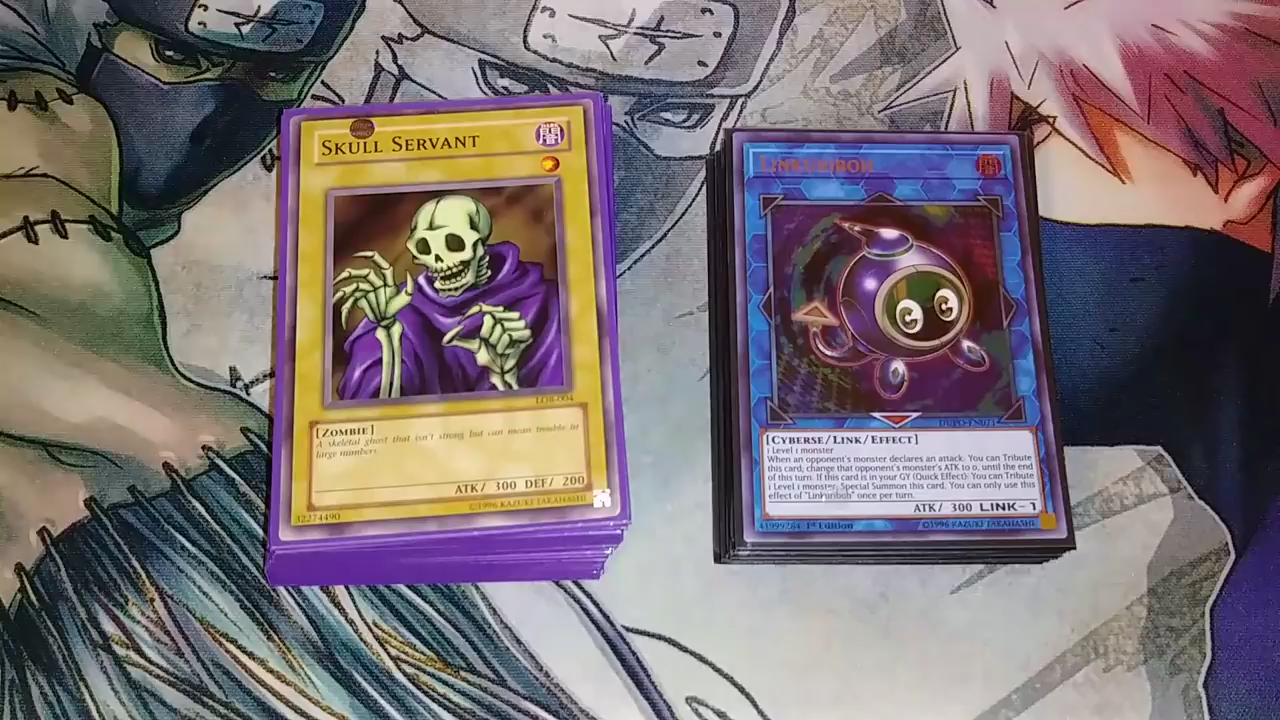 SKULL SERVANT
LOB-004
[ZOMBIE]
A skeletal ghost that isn't strong but can mean trouble in
large numbers.
ATK/ 300 DEF/ 200
32274490
©1996 KAZUKI TAKAHASHI
LINKURIBOH
DUPO-EN071
[CYBERSE/LINK/EFFECT]
1 Level 1 monster
When an opponent's monster declares an attack: You can Tribute
this card; change that opponent's monster's ATK to 0, until the end
of this turn. If this card is in your GY (Quick Effect): You can Tribute
1 Level 1 monster; Special Summon this card. You can only use this
effect of "Linkuriboh" once per turn.
ATK/ 300 LINK-1
41999284 1st Edition
©1996 KAZUKI TAKAHASHI